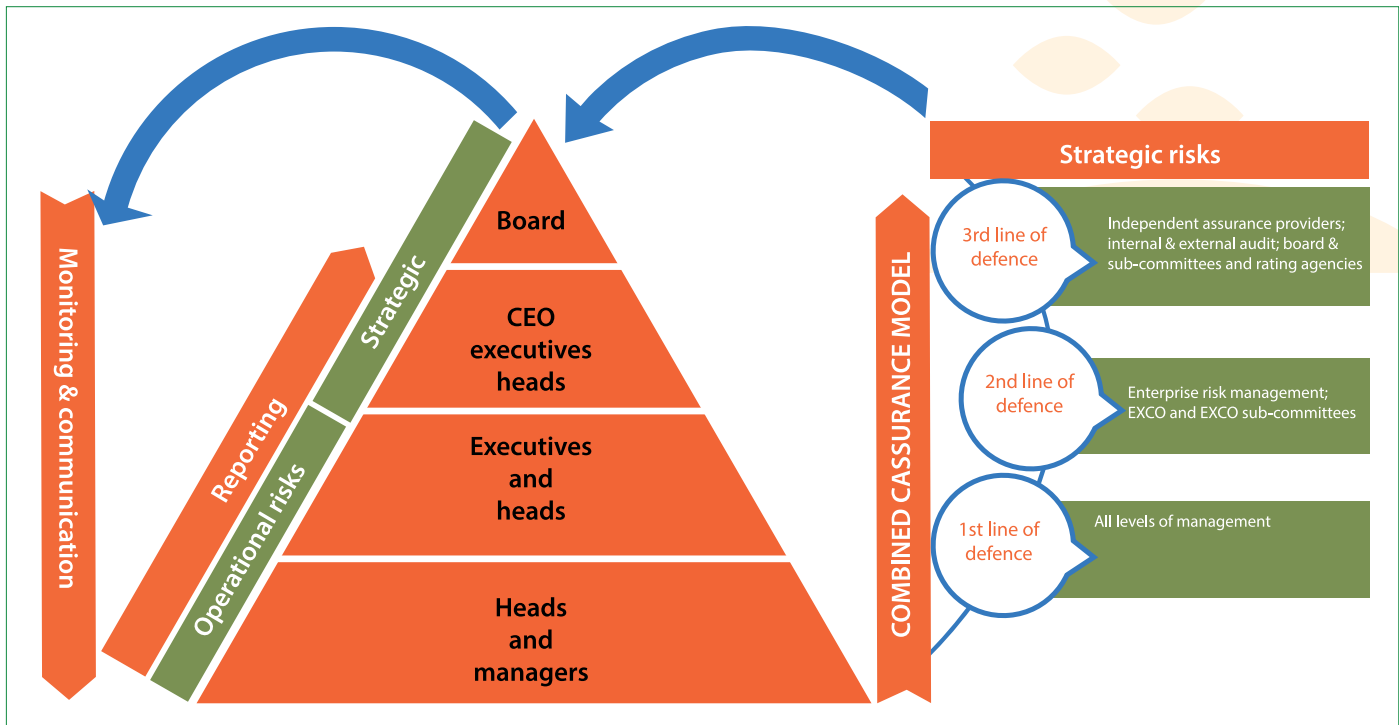 Monitoring & communication
Reporting
Operational risks
Strategic
Board
CEO
executives
heads
Executives
and
heads
Heads
and
managers
COMBINED CASSURANCE MODEL
Strategic risks
3rd line of
defence
Independent assurance providers;
internal & external audit; board &
sub-committees and rating agencies
2nd line of
defence
Enterprise risk management;
EXCO and EXCO sub-committees
1st line of
defence
All levels of management